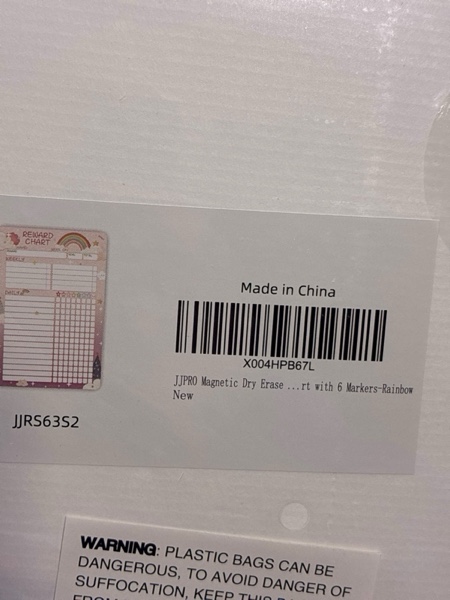 REWARD
CHART
Made in China
X004HPB67L
JJPRO Magnetic Dry Erase ...rt with 6 Markers-Rainbow
New
JJRS63S2
WARNING: PLASTIC BAGS CAN BE
DANGEROUS, TO AVOID DANGER OF
SUFFOCATION, KEEP THIS